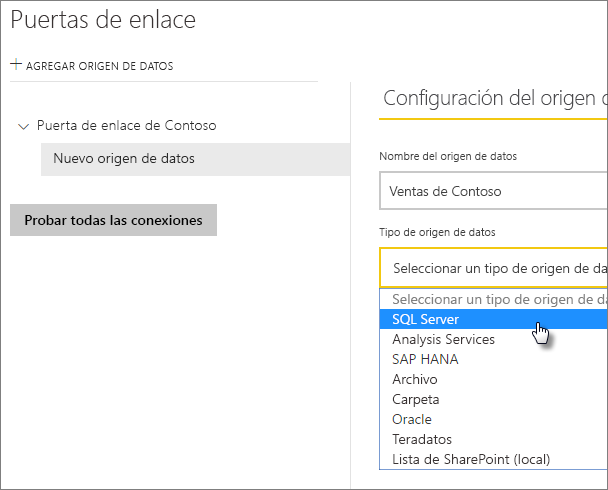 Puertas de enlace
+ AGREGAR ORIGEN DE DATOS
Puerta de enlace de Contoso
Nuevo origen de datos
Probar todas las conexiones
Configuración del origen
Nombre del origen de datos
Ventas de Contoso
Tipo de origen de datos
Seleccionar un tipo de origen de da
Seleccionar un tipo de origen de da
SQL Server
Analysis Services
SAP HANA
Archivo
Carpeta
Oracle
Teradatos
Lista de SharePoint (local)